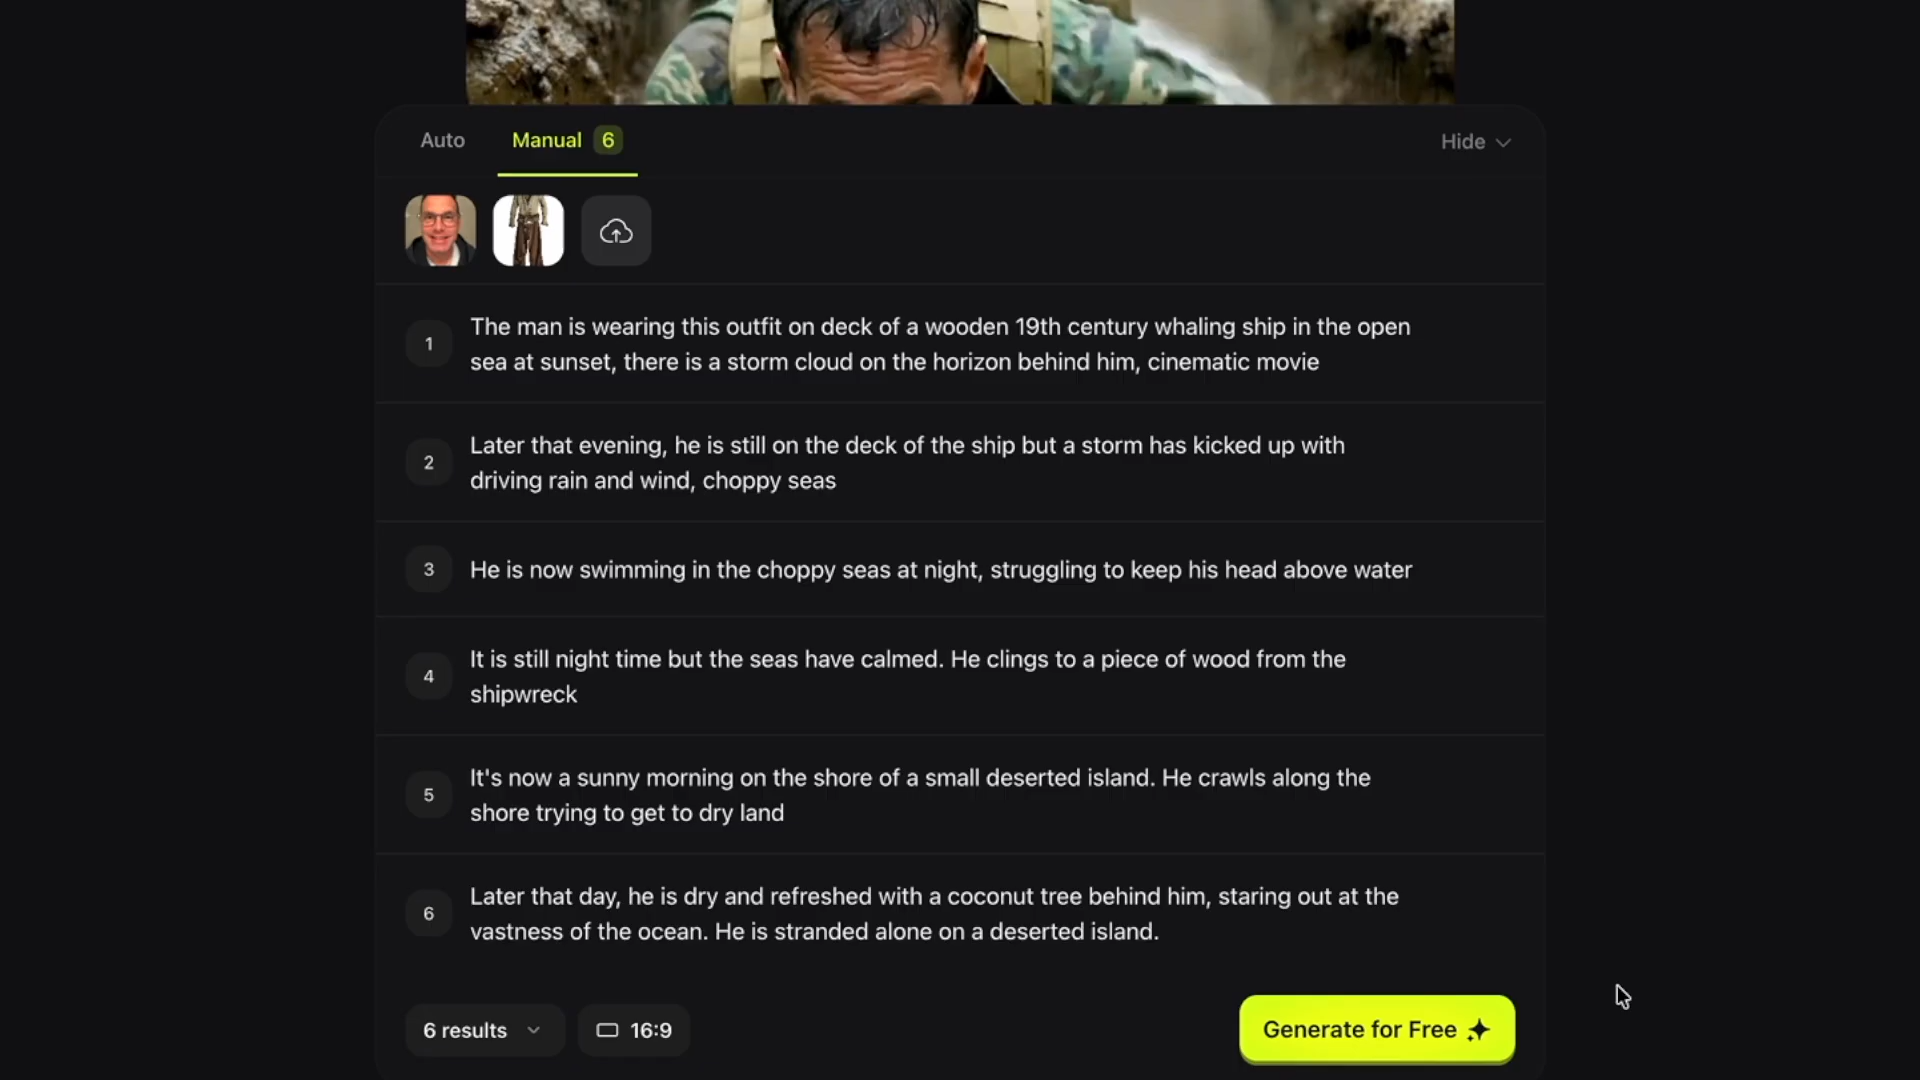 Auto
Manual 6
Hide
1
The man is wearing this outfit on deck of a wooden 19th century whaling ship in the open
sea at sunset, there is a storm cloud on the horizon behind him, cinematic movie
2
Later that evening, he is still on the deck of the ship but a storm has kicked up with
driving rain and wind, choppy seas
3
He is now swimming in the choppy seas at night, struggling to keep his head above water
4
It is still night time but the seas have calmed. He clings to a piece of wood from the
shipwreck
5
It's now a sunny morning on the shore of a small deserted island. He crawls along the
shore trying to get to dry land
6
Later that day, he is dry and refreshed with a coconut tree behind him, staring out at the
vastness of the ocean. He is stranded alone on a deserted island.
6 results
16:9
Generate for Free